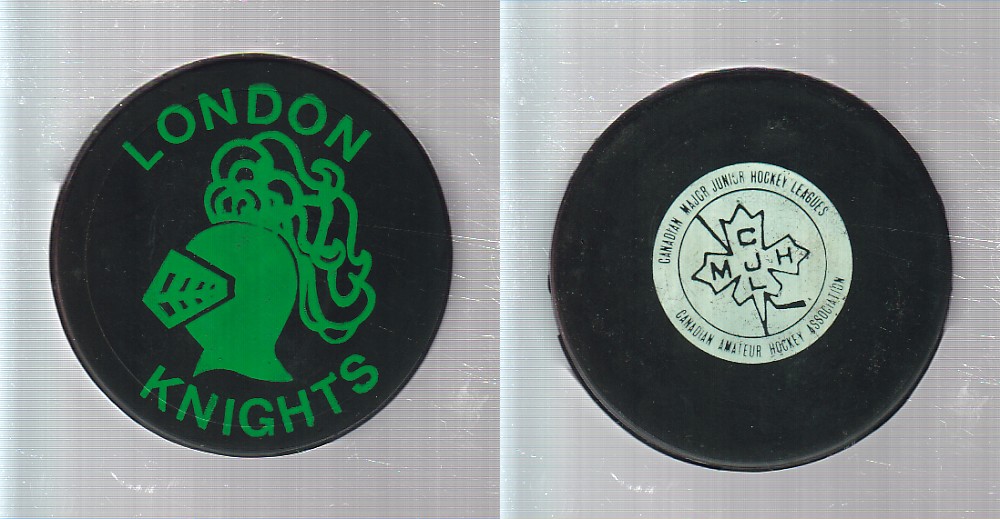 LONDON
KNIGHTS
CANADIAN MAJOR JUNIOR HOCKEY LEAGUES
C
M J H
L
CANADIAN AMATEUR HOCKEY ASSOCIATION